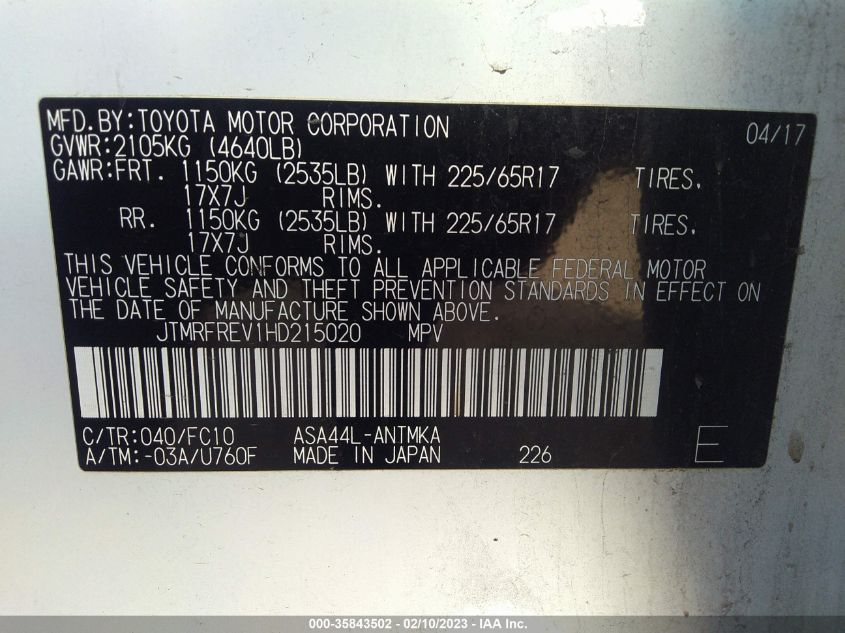 MFD.BY:TOYOTA MOTOR CORPORATION 04/17
GVWR:2105KG (4640LB)
GAWR:FRT. 1150KG (2535LB) WITH 225/65R17 TIRES.
17X7J RIMS.
RR. 1150KG (2535LB) WITH 225/65R17 TIRES.
17X7J RIMS.
THIS VEHICLE CONFORMS TO ALL APPLICABLE FEDERAL MOTOR
VEHICLE SAFETY AND THEFT PREVENTION STANDARDS IN EFFECT ON
THE DATE OF MANUFACTURE SHOWN ABOVE.
JTMRFREV1HD215020 MPV
C/TR:040/FC10 ASA44L-ANTMKA
A/TM:-03A/U760F MADE IN JAPAN 226 E
000-35843502 - 02/10/2023 - IAA Inc.